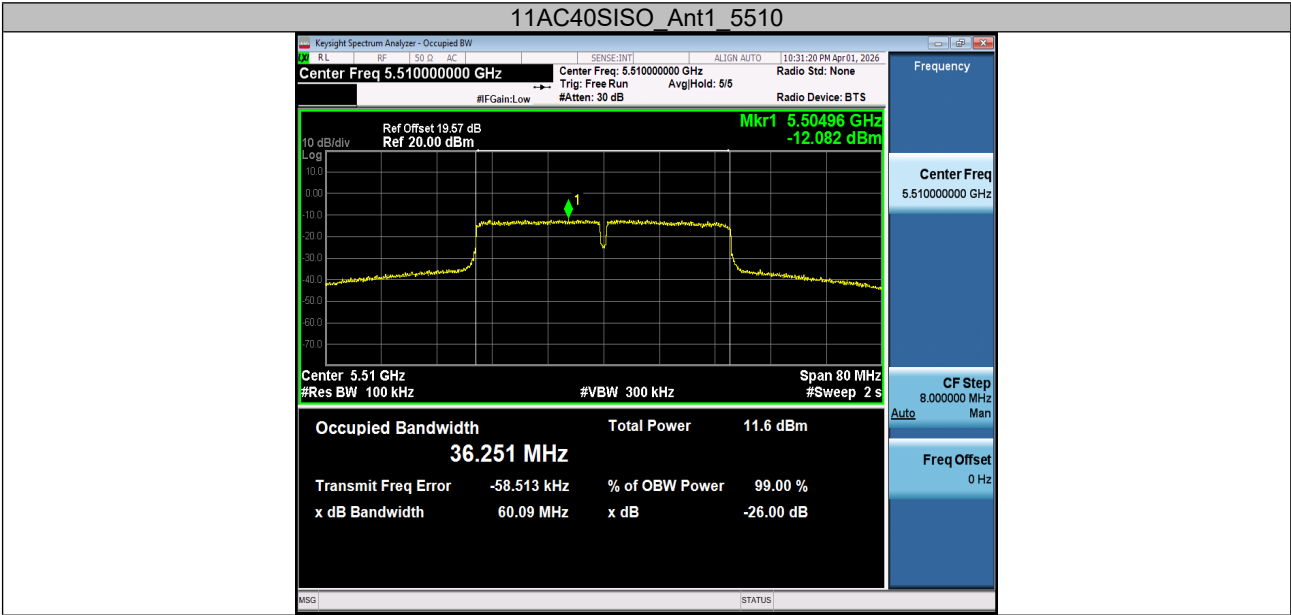 11AC40SISO_Ant1_5510
Keysight Spectrum Analyzer - Occupied BW
RL RF 50 Ω AC SENSE:INT ALIGN AUTO 10:31:20 PM Apr 01, 2026
Center Freq 5.510000000 GHz
Center Freq: 5.510000000 GHz
Radio Std: None
Trig: Free Run Avg|Hold: 5/5
#IFGain:Low
#Atten: 30 dB
Radio Device: BTS
Mkr1 5.50496 GHz
-12.082 dBm
Ref Offset 19.57 dB
10 dB/div Ref 20.00 dBm
Log
10.0
0.00
-10.0
-20.0
-30.0
-40.0
-50.0
-60.0
-70.0
1
Center 5.51 GHz Span 80 MHz
#Res BW 100 kHz #VBW 300 kHz #Sweep 2 s
Occupied Bandwidth Total Power 11.6 dBm
36.251 MHz
Transmit Freq Error -58.513 kHz % of OBW Power 99.00 %
x dB Bandwidth 60.09 MHz x dB -26.00 dB
MSG STATUS
Frequency
Center Freq
5.510000000 GHz
CF Step
8.000000 MHz
Auto Man
Freq Offset
0 Hz